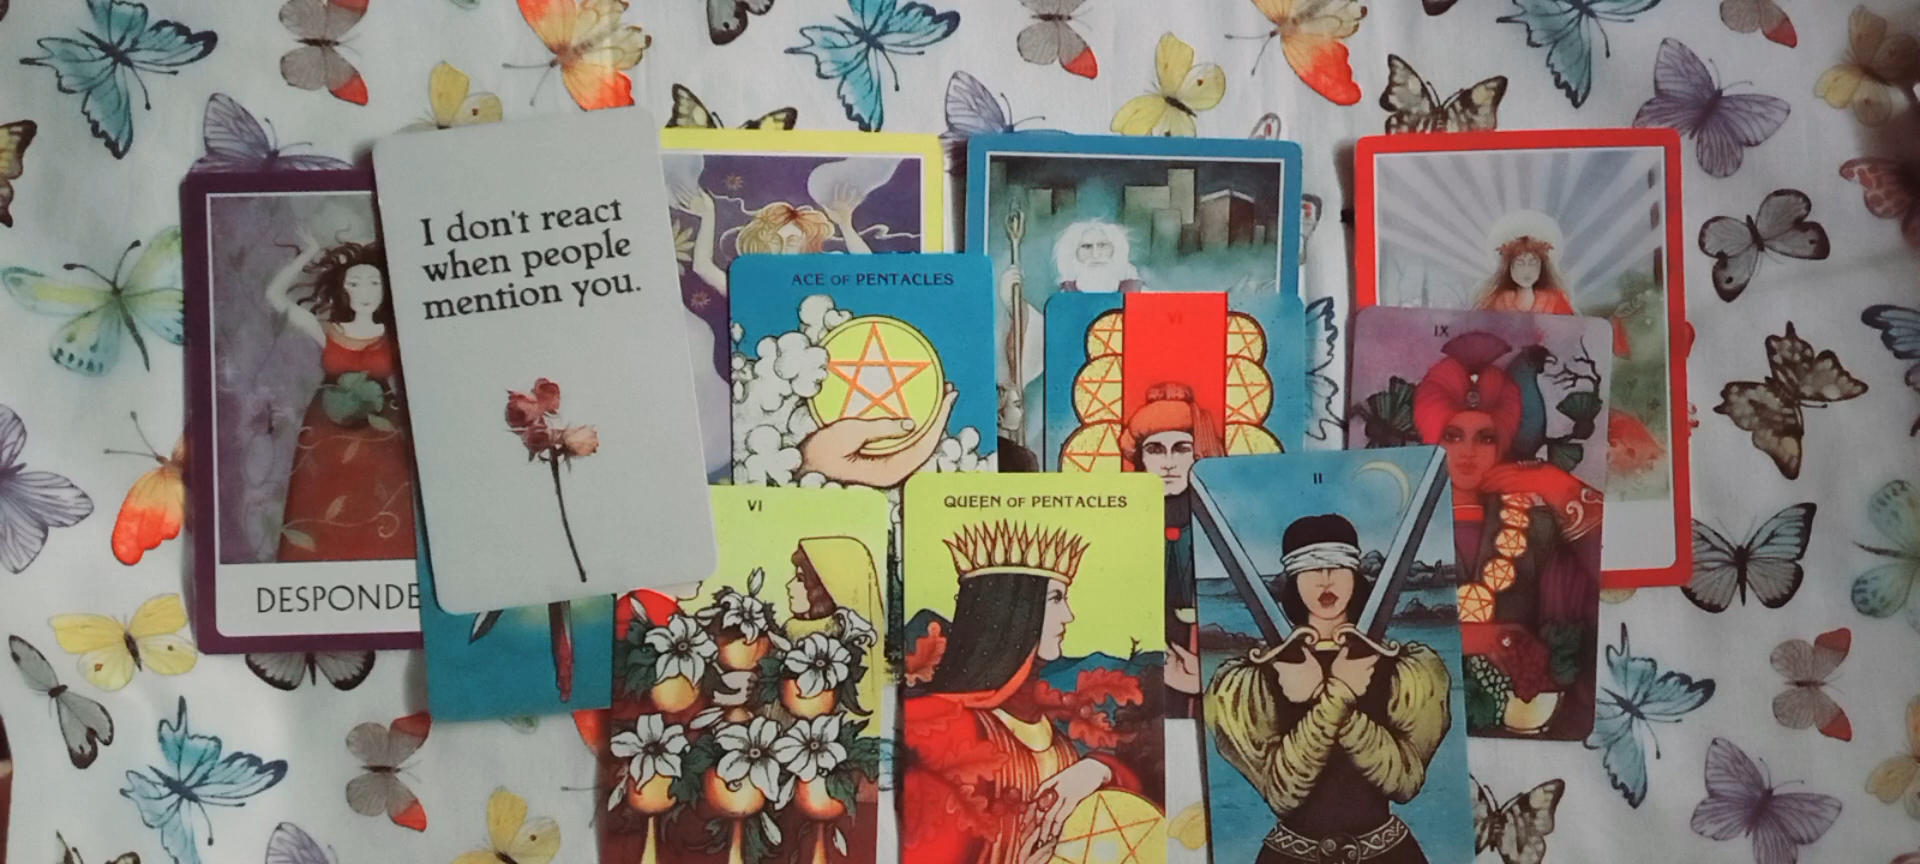 I don't react
when people
mention you.
DESPONDE
ACE OF PENTACLES
VI
IX
VI
QUEEN OF PENTACLES
II